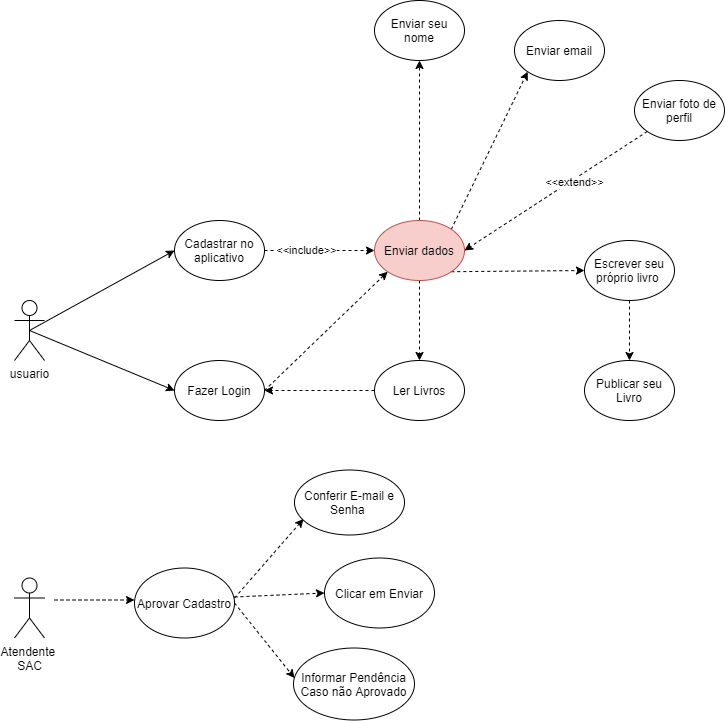 Enviar seu
nome
Enviar email
Enviar foto de
perfil
<<extend>>
Cadastrar no
aplicativo
<<include>>
Enviar dados
Escrever seu
próprio livro
usuario
Fazer Login
Ler Livros
Publicar seu
Livro
Conferir E-mail e
Senha
Clicar em Enviar
Aprovar Cadastro
Atendente
SAC
Informar Pendência
Caso não Aprovado